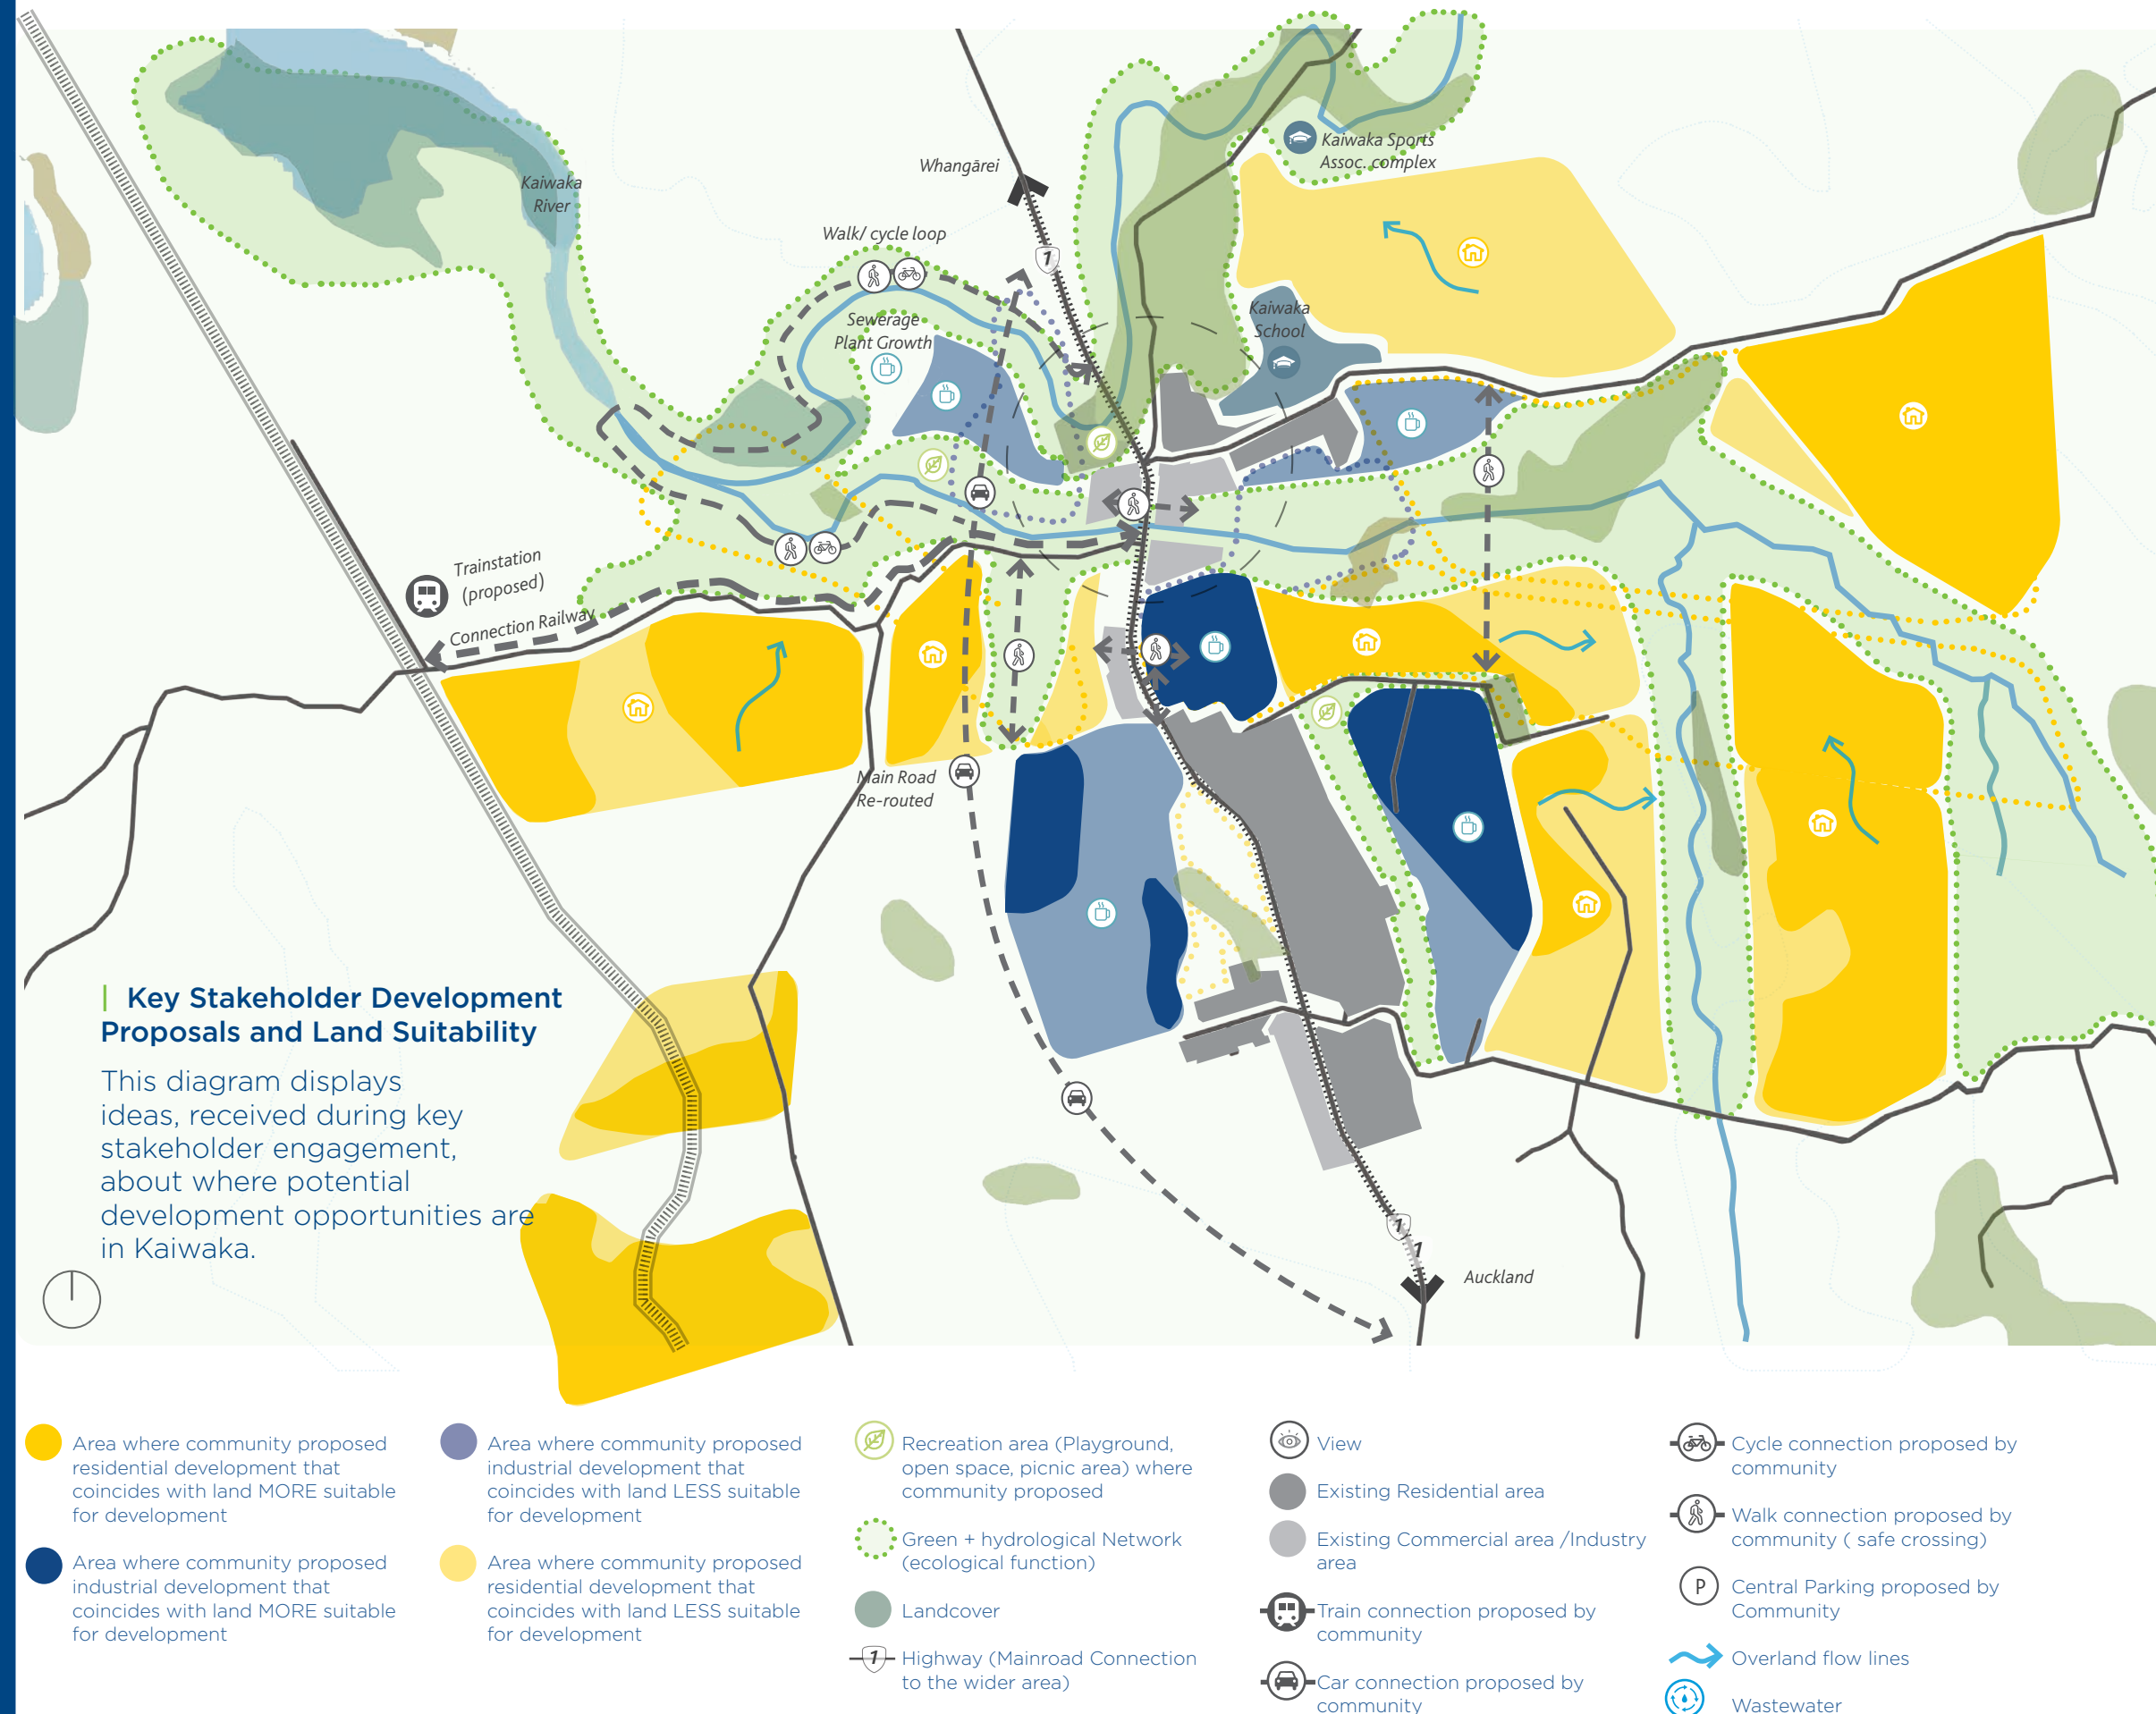 Whangārei
Kaiwaka Sports
Assoc. complex
Kaiwaka
River
Walk/ cycle loop
1
Sewerage
Plant Growth
Kaiwaka
School
Trainstation
(proposed)
Connection Railway
Main Road
Re-routed
1
1
Auckland
| Key Stakeholder Development
Proposals and Land Suitability
This diagram displays
ideas, received during key
stakeholder engagement,
about where potential
development opportunities are
in Kaiwaka.
Area where community proposed
residential development that
coincides with land MORE suitable
for development
Area where community proposed
industrial development that
coincides with land MORE suitable
for development
Area where community proposed
industrial development that
coincides with land LESS suitable
for development
Area where community proposed
residential development that
coincides with land LESS suitable
for development
Recreation area (Playground,
open space, picnic area) where
community proposed
Green + hydrological Network
(ecological function)
Landcover
1
Highway (Mainroad Connection
to the wider area)
View
Existing Residential area
Existing Commercial area /Industry
area
Train connection proposed by
community
Car connection proposed by
community
Cycle connection proposed by
community
Walk connection proposed by
community ( safe crossing)
P
Central Parking proposed by
Community
Overland flow lines
Wastewater